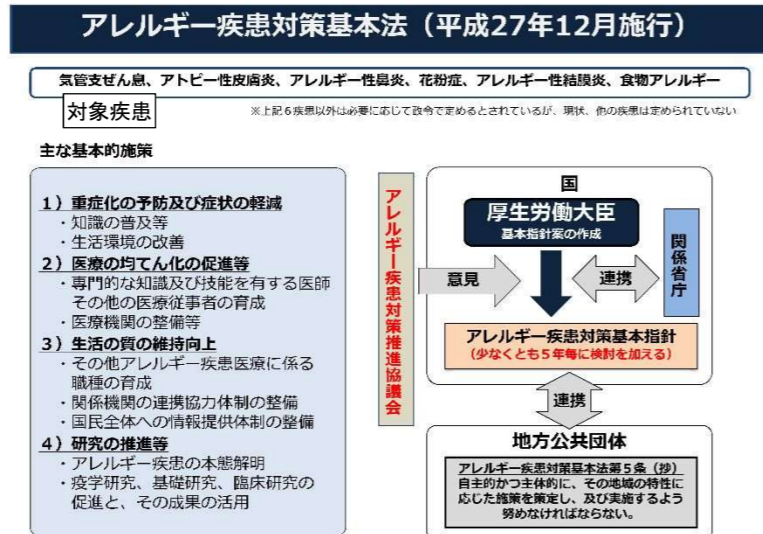 アレルギー疾患対策基本法（平成27年12月施行）
気管支ぜん息、アトピー性皮膚炎、アレルギー性鼻炎、花粉症、アレルギー性結膜炎、食物アレルギー
対象疾患
※上記６疾患以外は必要に応じて政令で定めるとされているが、現状、他の疾患は定められていない
主な基本的施策
１）重症化の予防及び症状の軽減
・知識の普及等
・生活環境の改善
２）医療の均てん化の促進等
・専門的な知識及び技能を有する医師
その他の医療従事者の育成
・医療機関の整備等
３）生活の質の維持向上
・その他アレルギー疾患医療に係る
職種の育成
・関係機関の連携協力体制の整備
・国民全体への情報提供体制の整備
４）研究の推進等
・アレルギー疾患の本態解明
・疫学研究、基礎研究、臨床研究の
促進と、その成果の活用
アレルギー疾患対策推進協議会
国
厚生労働大臣
基本指針案の作成
意見
連携
関係省庁
アレルギー疾患対策基本指針
（少なくとも５年毎に検討を加える）
連携
地方公共団体
アレルギー疾患対策基本法第５条（抄）
自主的かつ主体的に、その地域の特性に
応じた施策を策定し、及び実施するよう
努めなければならない。